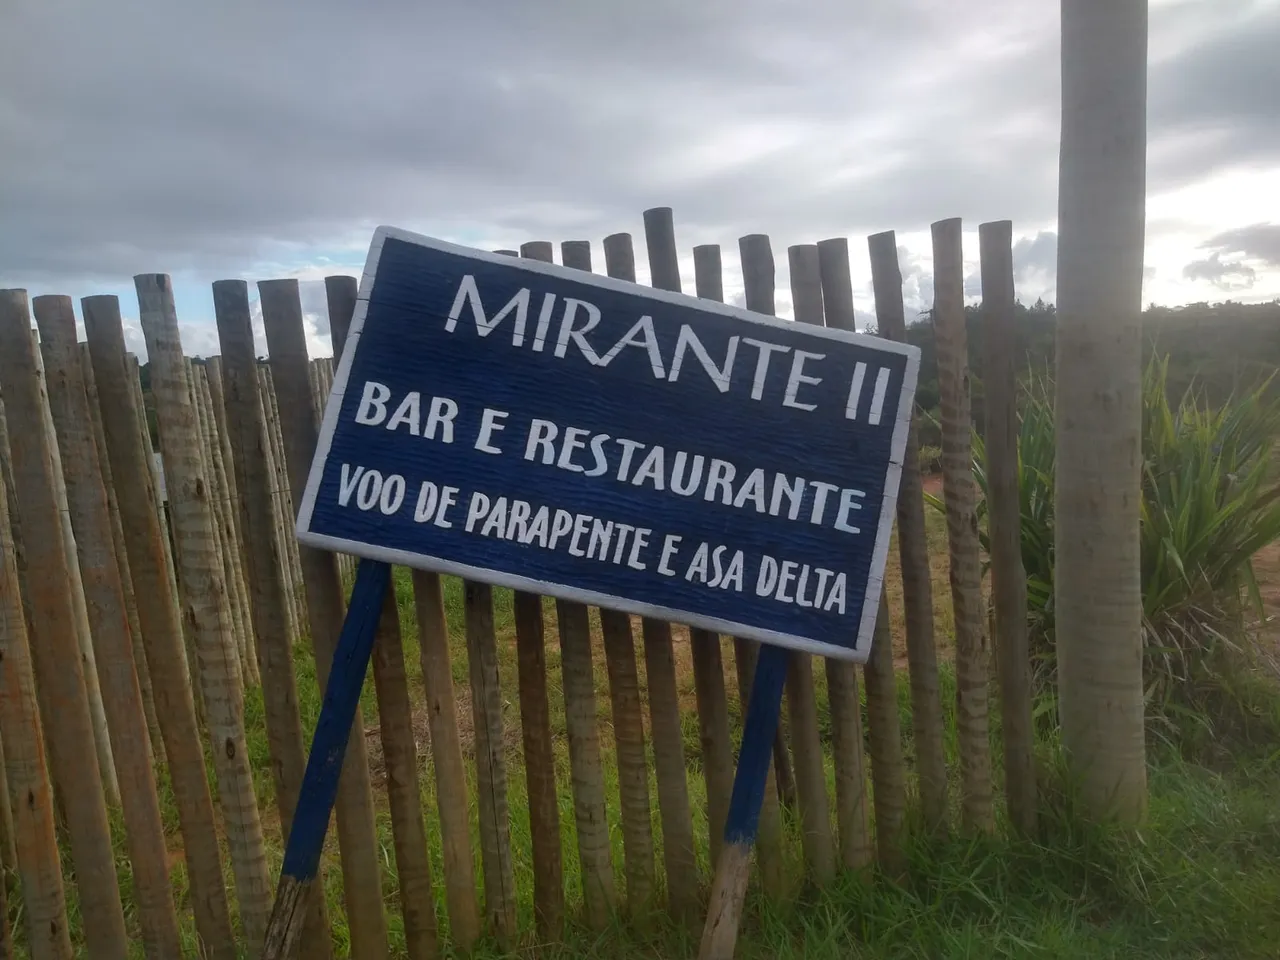 MIRANTE II
BAR E RESTAURANTE
VOO DE PARAPENTE E ASA DELTA